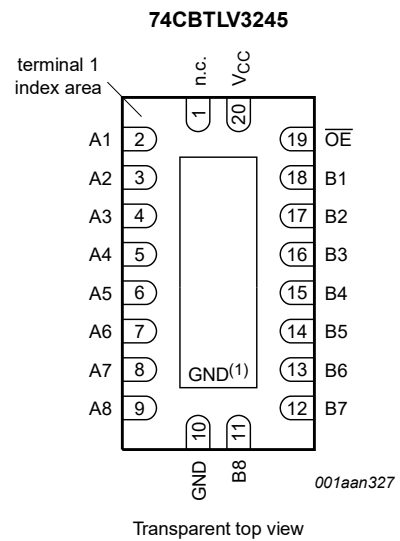 74CBTLV3245
terminal 1
index area
n.c.
VCC
1
20
A1 2
19 OE
A2 3
18 B1
A3 4
17 B2
A4 5
16 B3
A5 6
15 B4
A6 7
14 B5
A7 8
13 B6
A8 9
12 B7
GND(1)
10
11
GND
B8
001aan327
Transparent top view